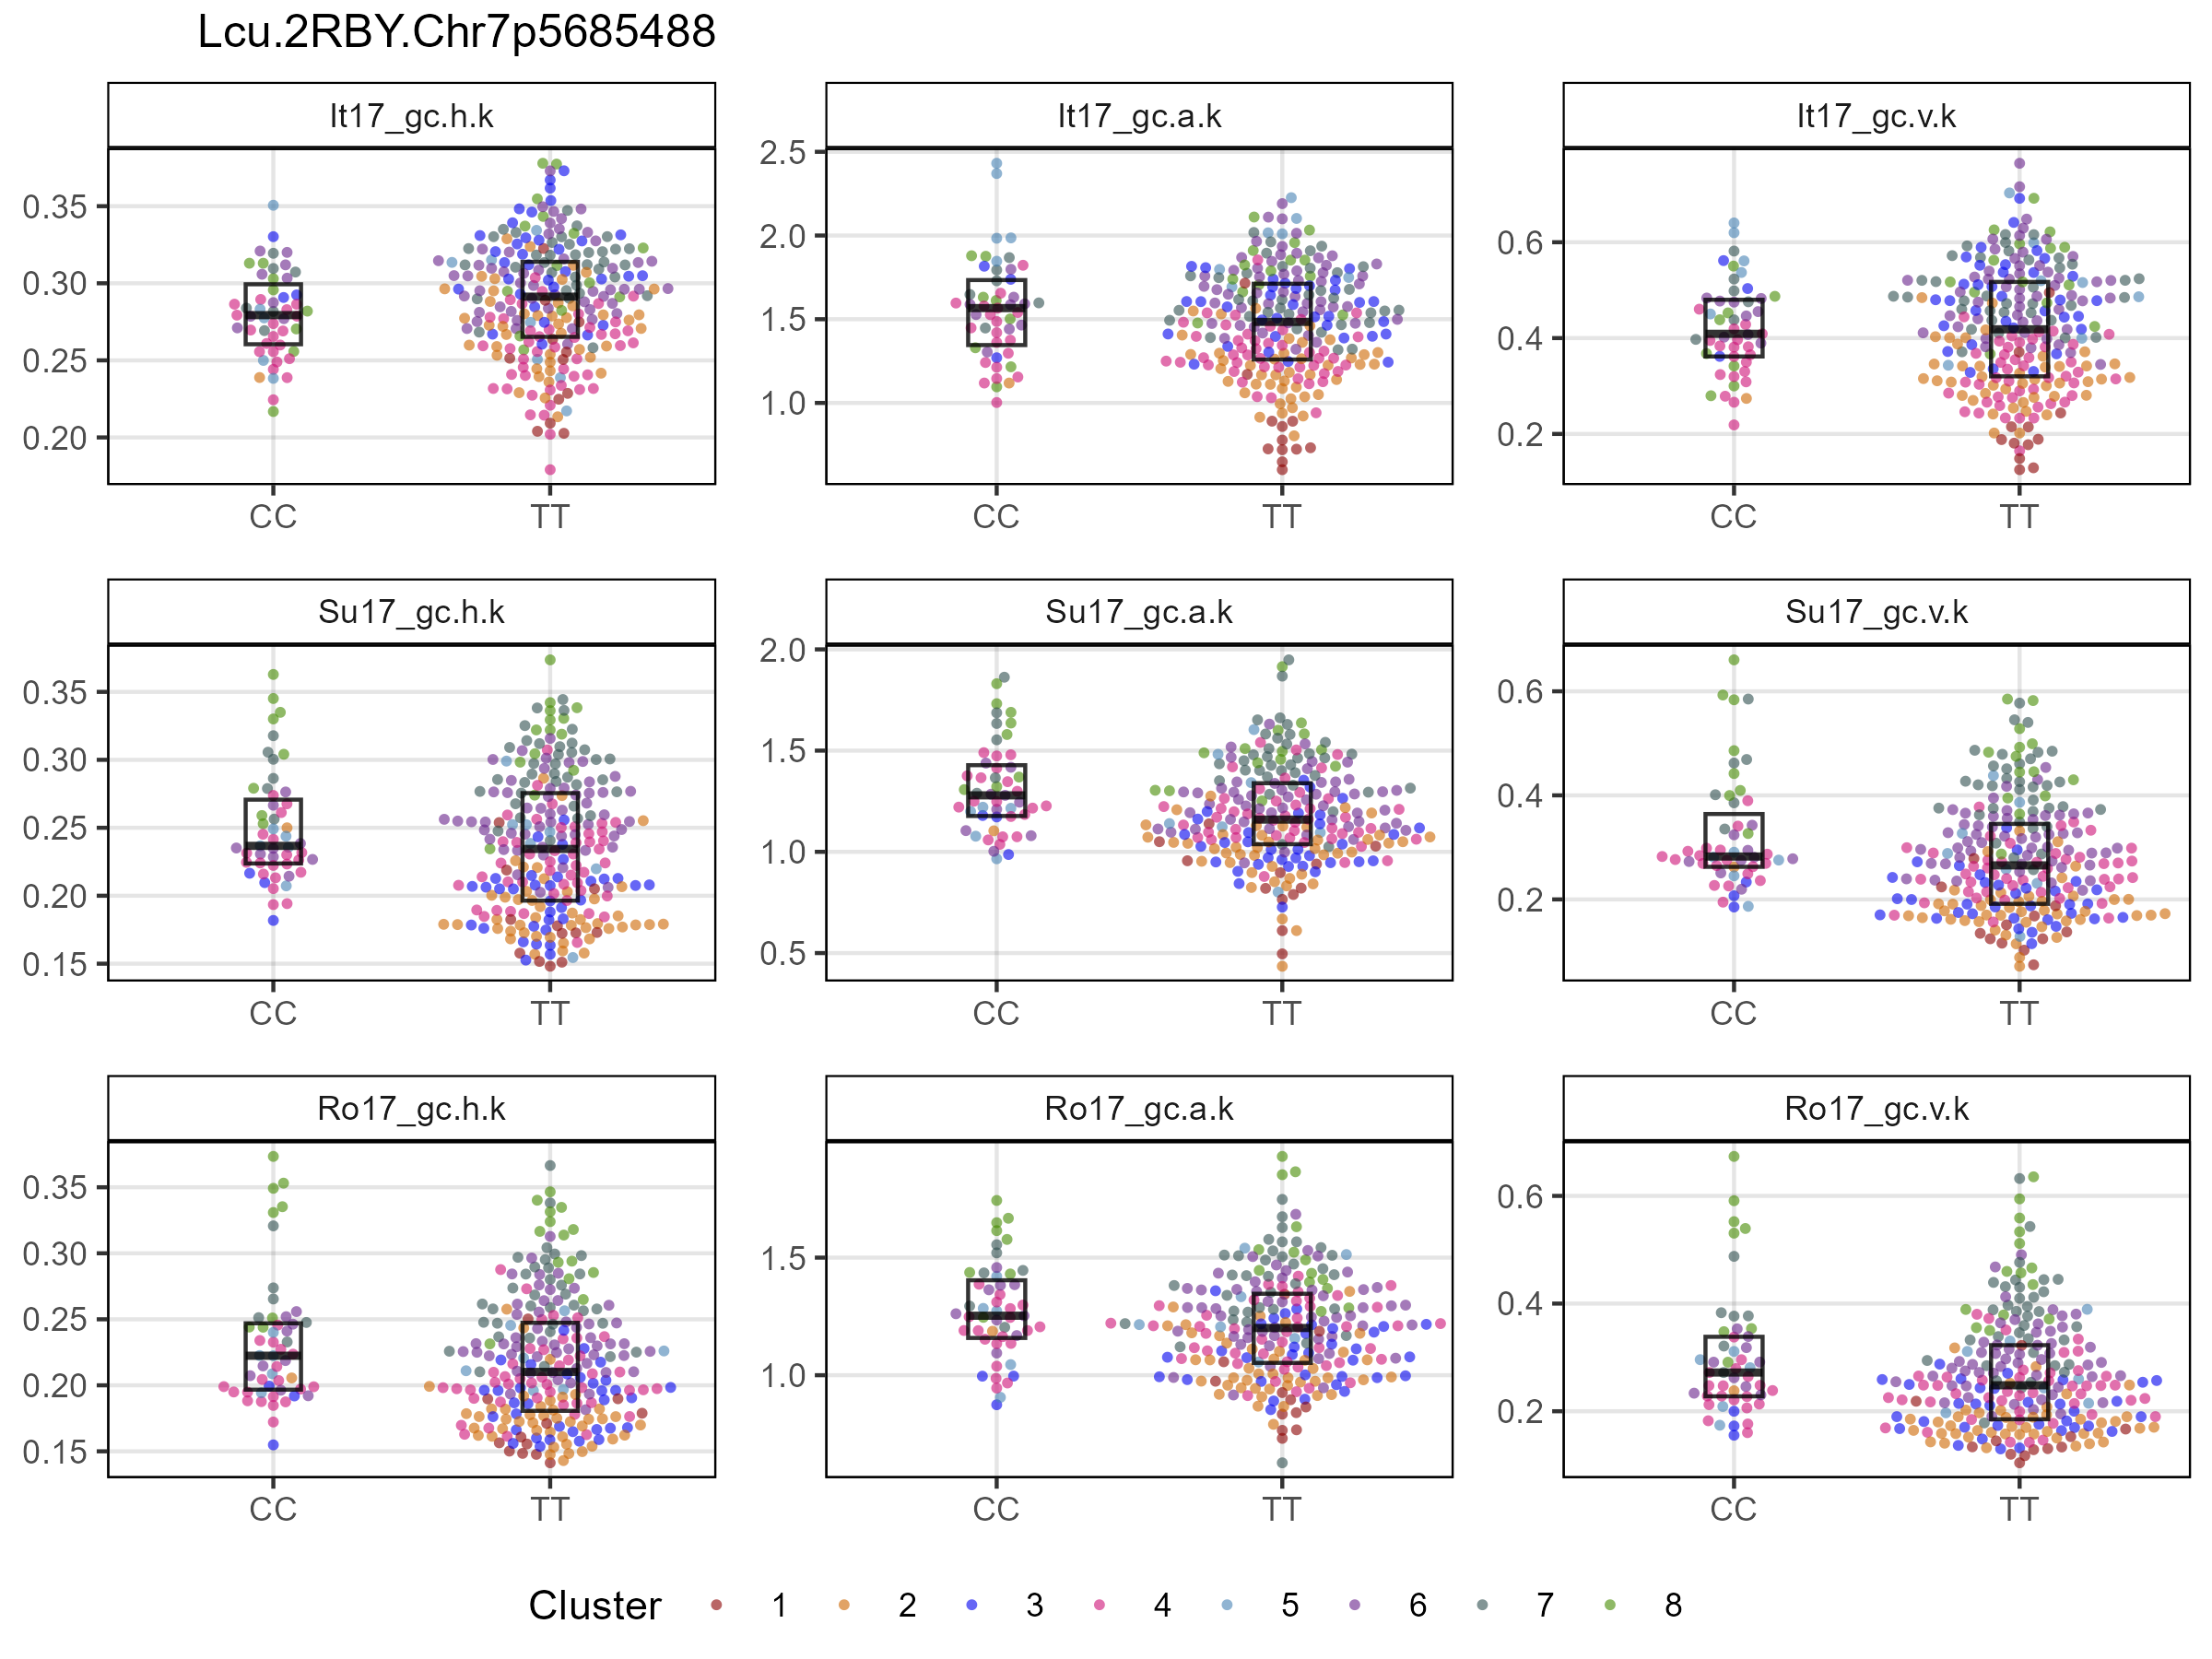 Lcu.2RBY.Chr7p5685488
It17_gc.h.k
It17_gc.a.k
It17_gc.v.k
0.35
0.30
0.25
0.20
2.5
2.0
1.5
1.0
0.6
0.4
0.2
CC TT
CC TT
CC TT
Su17_gc.h.k
Su17_gc.a.k
Su17_gc.v.k
0.35
0.30
0.25
0.20
0.15
2.0
1.5
1.0
0.5
0.6
0.4
0.2
CC TT
CC TT
CC TT
Ro17_gc.h.k
Ro17_gc.a.k
Ro17_gc.v.k
0.35
0.30
0.25
0.20
0.15
1.5
1.0
0.6
0.4
0.2
CC TT
CC TT
CC TT
Cluster 1 2 3 4 5 6 7 8